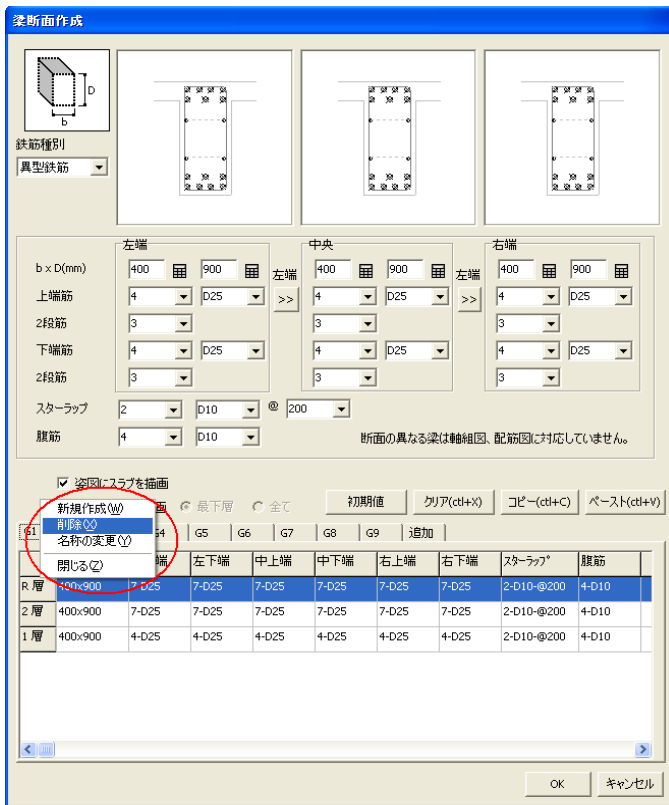 梁断面作成
D
b
鉄筋種別
異型鉄筋
左端 中央 右端
b x D(mm) 400 900 左端 400 900 左端 400 900
上端筋 4 D25 >> 4 D25 >> 4 D25
2段筋 3 3 3
下端筋 4 D25 4 D25 4 D25
2段筋 3 3 3
スターラップ 2 D10 @ 200
腹筋 4 D10 断面の異なる梁は軸組図、配筋図に対応していません。
姿図にスラブを描画
画 最下層 全て 初期値 クリア(ctl+X) コピー(ctl+C) ペースト(ctl+V)
新規作成(W)
削除(X)
名称の変更(Y)
閉じる(Z)
G1 G4 G5 G6 G7 G8 G9 追加
端 左下端 中上端 中下端 右上端 右下端 スターラップ 腹筋
R 層 400x900 7-D25 7-D25 7-D25 7-D25 7-D25 7-D25 2-D10-@200 4-D10
2 層 400x900 7-D25 7-D25 7-D25 7-D25 7-D25 7-D25 2-D10-@200 4-D10
1 層 400x900 4-D25 4-D25 4-D25 4-D25 4-D25 4-D25 2-D10-@200 4-D10
OK キャンセル